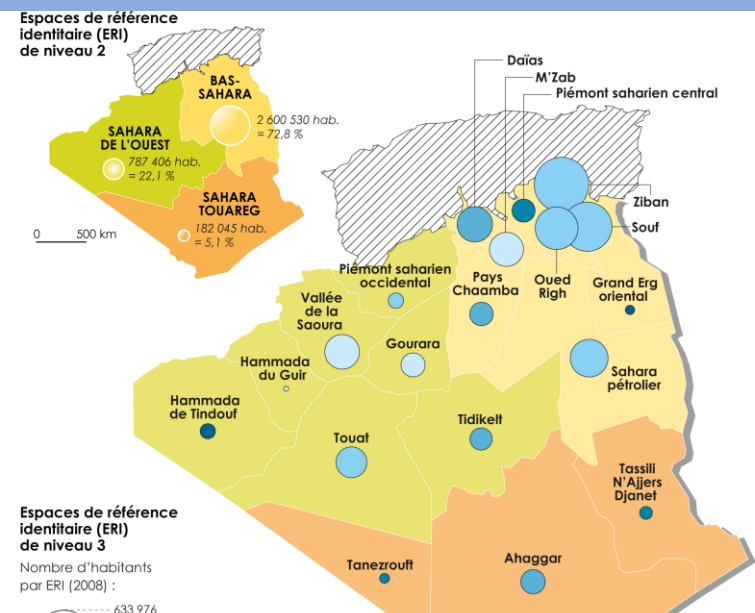 Espaces de référence
identitaire (ERI)
de niveau 2
BAS-
SAHARA
2 600 530 hab.
= 72,8 %
SAHARA
DE L'OUEST
787 406 hab.
= 22,1 %
SAHARA
TOUAREG
182 045 hab.
= 5,1 %
0 500 km
Daïas
M'Zab
Piémont saharien central
Ziban
Souf
Piémont saharien
occidental
Pays
Chaamba
Oued
Righ
Grand Erg
oriental
Vallée
de la
Saoura
Gourara
Hammada
du Guir
Sahara
pétrolier
Hammada
de Tindouf
Touat
Tidikelt
Tassili
N'Ajjers
Djanet
Tanezrouft
Ahaggar
Espaces de référence
identitaire (ERI)
de niveau 3
Nombre d'habitants
par ERI (2008) :
633 976